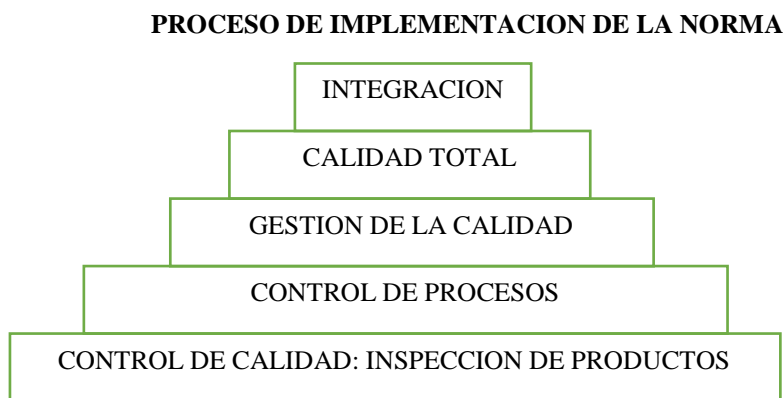 PROCESO DE IMPLEMENTACION DE LA NORMA
INTEGRACION
CALIDAD TOTAL
GESTION DE LA CALIDAD
CONTROL DE PROCESOS
CONTROL DE CALIDAD: INSPECCION DE PRODUCTOS